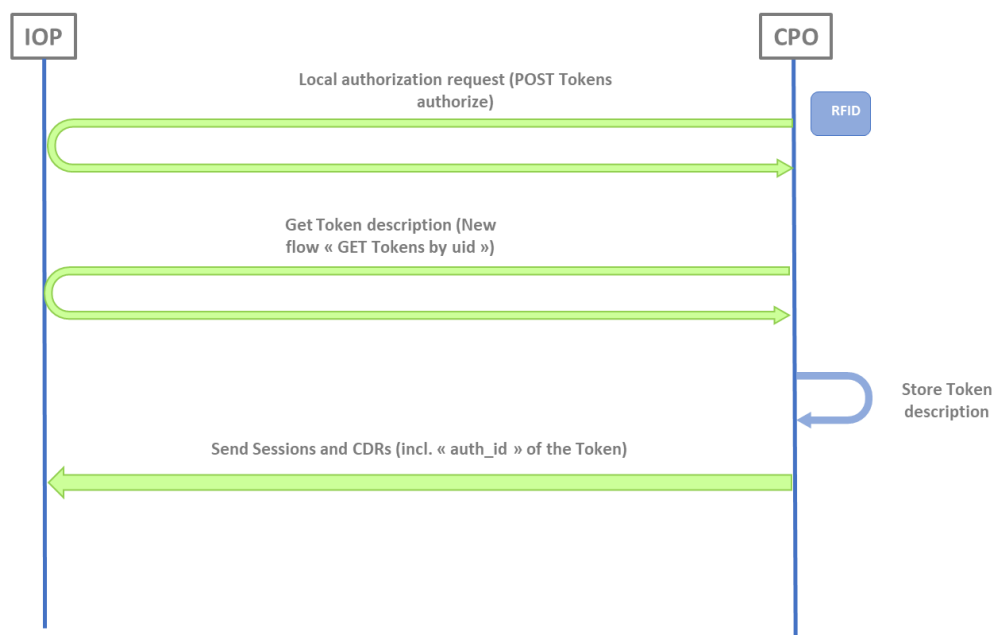 IOP
CPO
Local authorization request (POST Tokens
authorize)
RFID
Get Token description (New
flow « GET Tokens by uid »)
Store Token
description
Send Sessions and CDRs (incl. « auth_id » of the Token)